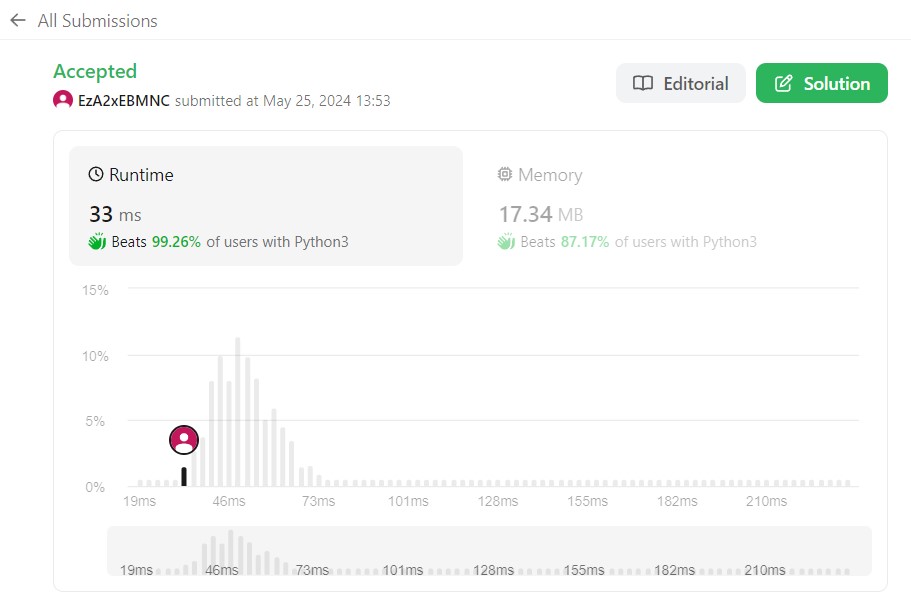 All Submissions
Accepted
EzA2xEBMNC submitted at May 25, 2024 13:53
Editorial
Solution
Runtime
33 ms
Beats 99.26% of users with Python3
Memory
17.34 MB
Beats 87.17% of users with Python3
15%
10%
5%
0%
19ms 46ms 73ms 101ms 128ms 155ms 182ms 210ms
19ms 46ms 73ms 101ms 128ms 155ms 182ms 210ms